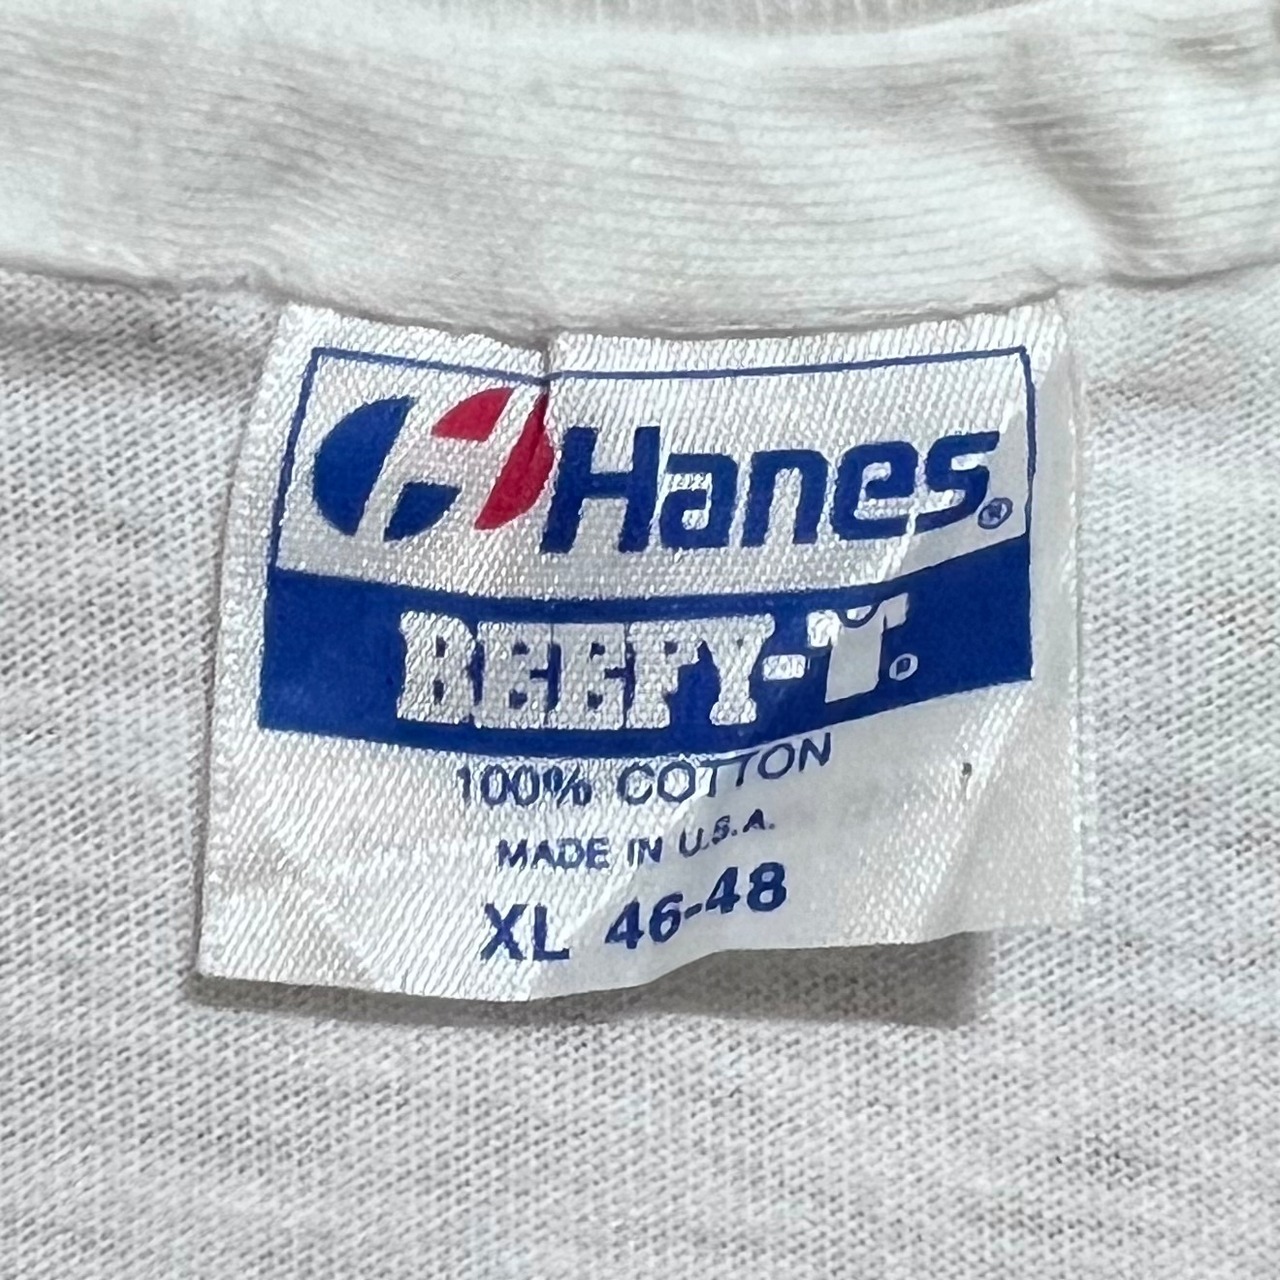 Hanes®
BEEFY-T®
100% COTTON
MADE IN U.S.A.
XL 46-48